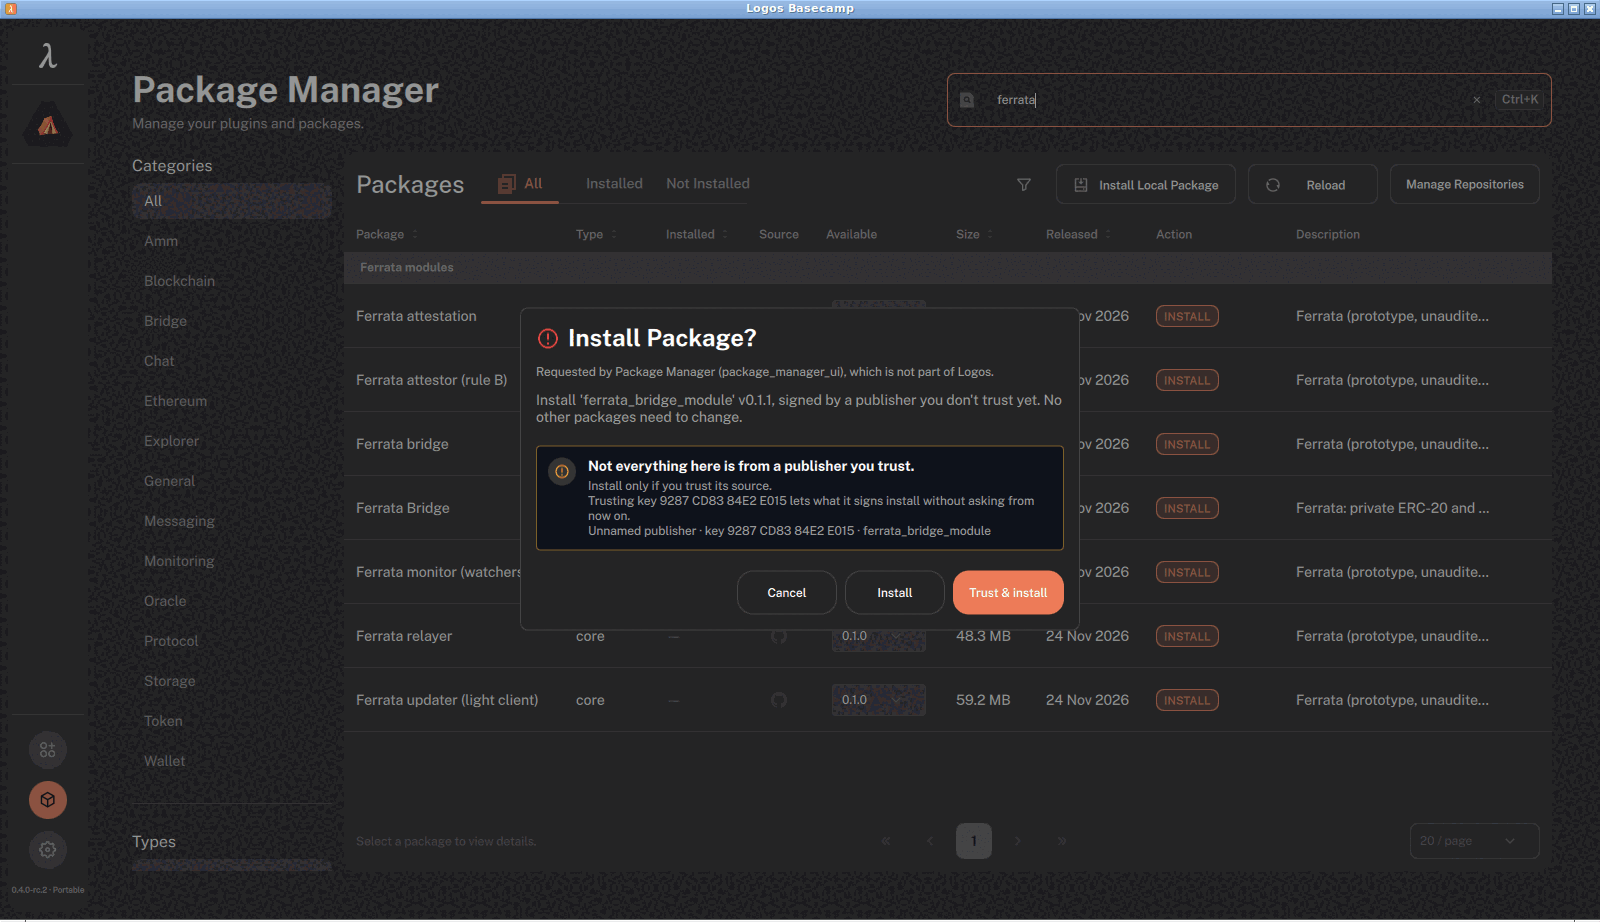 Logos Basecamp
λ
Package Manager
Manage your plugins and packages.
ferrata
× Ctrl+K
Categories
All
Amm
Blockchain
Bridge
Chat
Ethereum
Explorer
General
Messaging
Monitoring
Oracle
Protocol
Storage
Token
Wallet
Types
0.4.0-rc.2 · Portable
Packages
All
Installed
Not Installed
Install Local Package
Reload
Manage Repositories
Package Type Installed Source Available Size Released Action Description
Ferrata modules
Ferrata attestation ov 2026 INSTALL Ferrata (prototype, unaudite...
Ferrata attestor (rule B) ov 2026 INSTALL Ferrata (prototype, unaudite...
Ferrata bridge ov 2026 INSTALL Ferrata (prototype, unaudite...
Ferrata Bridge ov 2026 INSTALL Ferrata: private ERC-20 and ...
Ferrata monitor (watchers ov 2026 INSTALL Ferrata (prototype, unaudite...
Ferrata relayer core — 0.1.0 48.3 MB 24 Nov 2026 INSTALL Ferrata (prototype, unaudite...
Ferrata updater (light client) core — 0.1.0 59.2 MB 24 Nov 2026 INSTALL Ferrata (prototype, unaudite...
Install Package?
Requested by Package Manager (package_manager_ui), which is not part of Logos.
Install 'ferrata_bridge_module' v0.1.1, signed by a publisher you don't trust yet. No
other packages need to change.
Not everything here is from a publisher you trust.
Install only if you trust its source.
Trusting key 9287 CD83 84E2 E015 lets what it signs install without asking from
now on.
Unnamed publisher · key 9287 CD83 84E2 E015 · ferrata_bridge_module
Cancel
Install
Trust & Install
Select a package to view details.
« ‹ 1 › »
20 / page